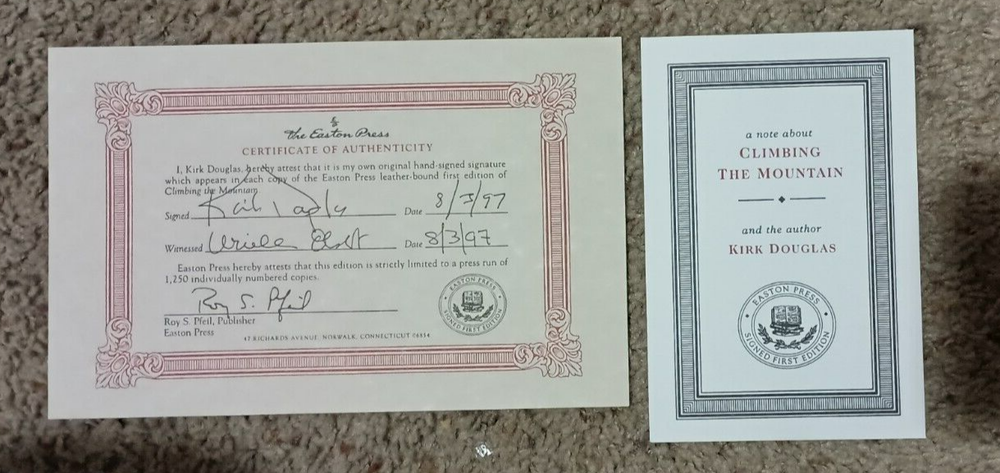 The Easton Press
CERTIFICATE OF AUTHENTICITY
I, Kirk Douglas, hereby attest that it is my own original hand-signed signature
which appears in each copy of the Easton Press leather-bound first edition of
Climbing the Mountain
Signed Date 8/3/97
Witnessed Date 8/3/97
Easton Press hereby attests that this edition is strictly limited to a press run of
1,250 individually numbered copies.
Roy S. Pfeil
Roy S. Pfeil, Publisher
Easton Press
47 RICHARDS AVENUE, NORWALK, CONNECTICUT 06854
EASTON PRESS
SIGNED FIRST EDITION
a note about
CLIMBING
THE MOUNTAIN
and the author
KIRK DOUGLAS
EASTON PRESS
SIGNED FIRST EDITION